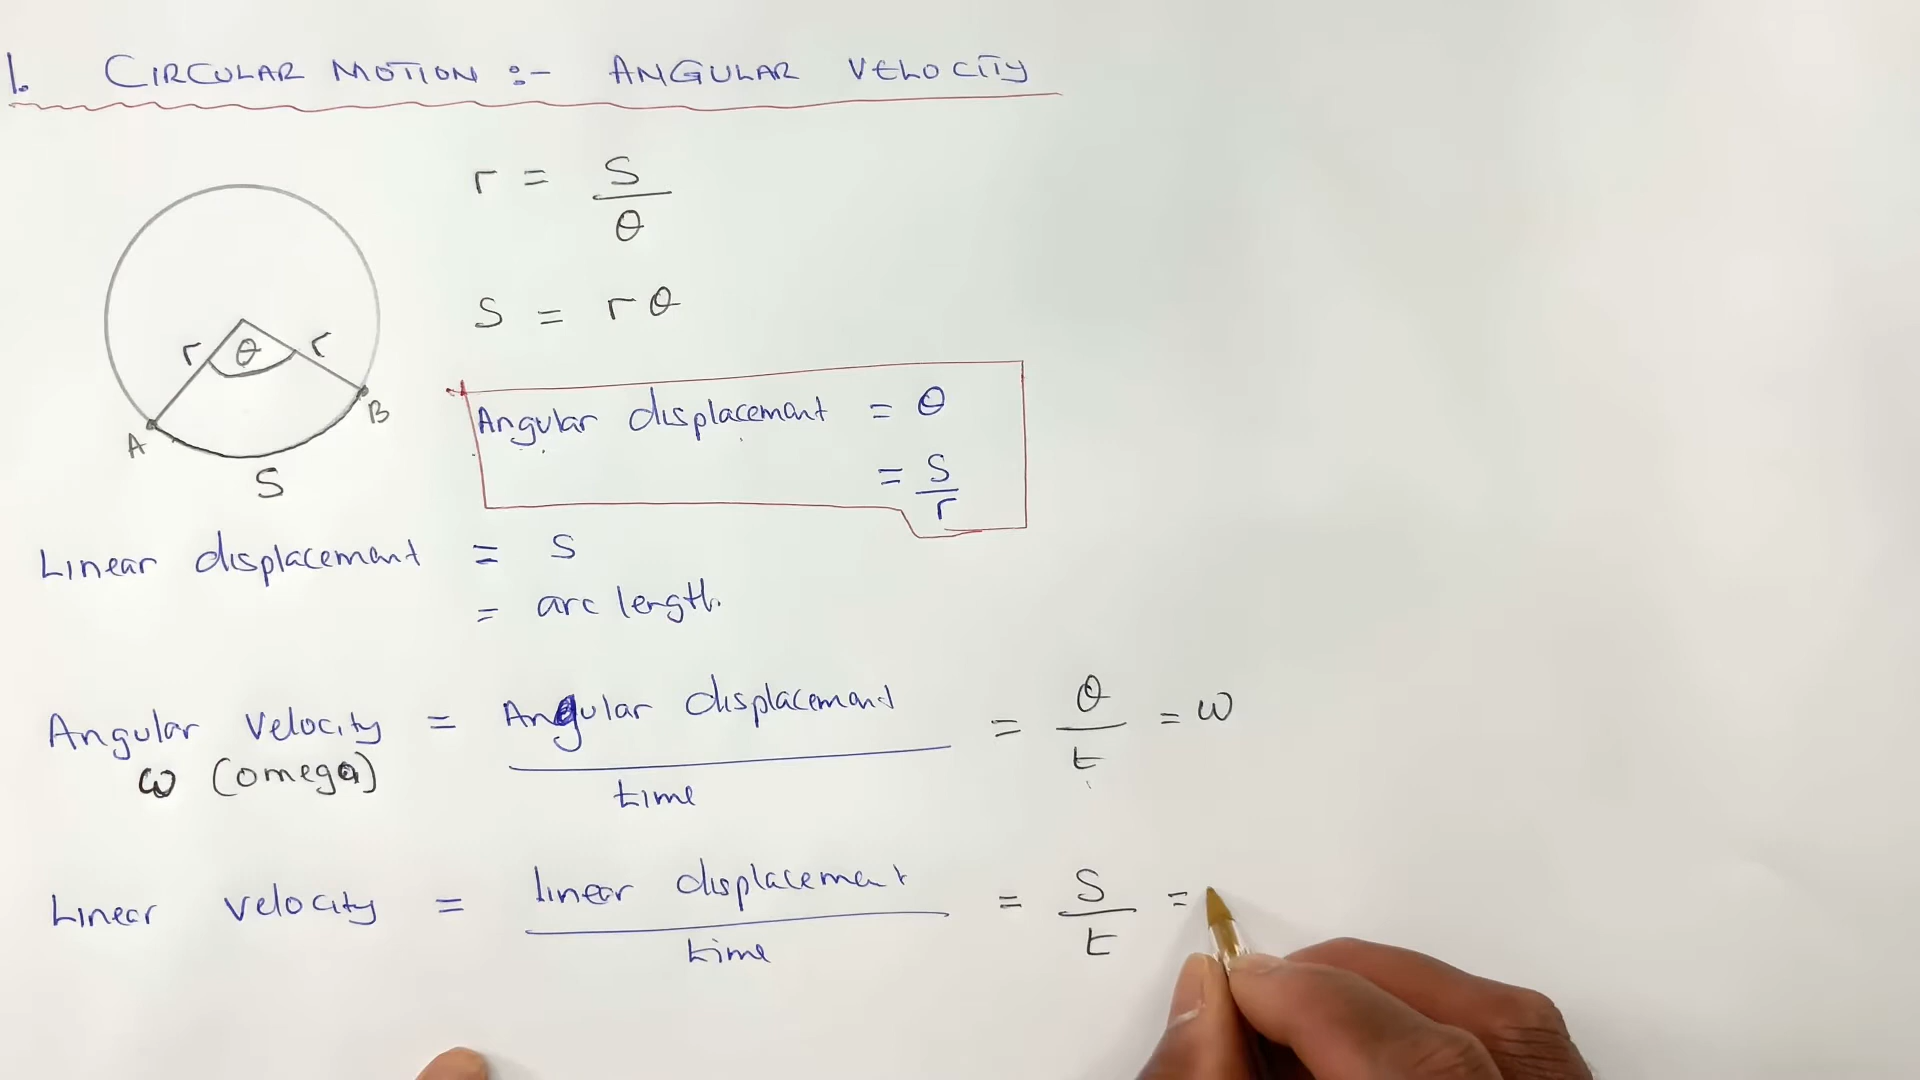 1. CIRCULAR MOTION :- ANGULAR VELOCITY
r = S
θ
S = rθ
r θ r
A B
S
Angular displacement = θ
= S
r
Linear displacement = S
= arc length.
Angular velocity = Angular displacement = θ = ω
ω (omega) time t
Linear velocity = linear displacement = S =
time t